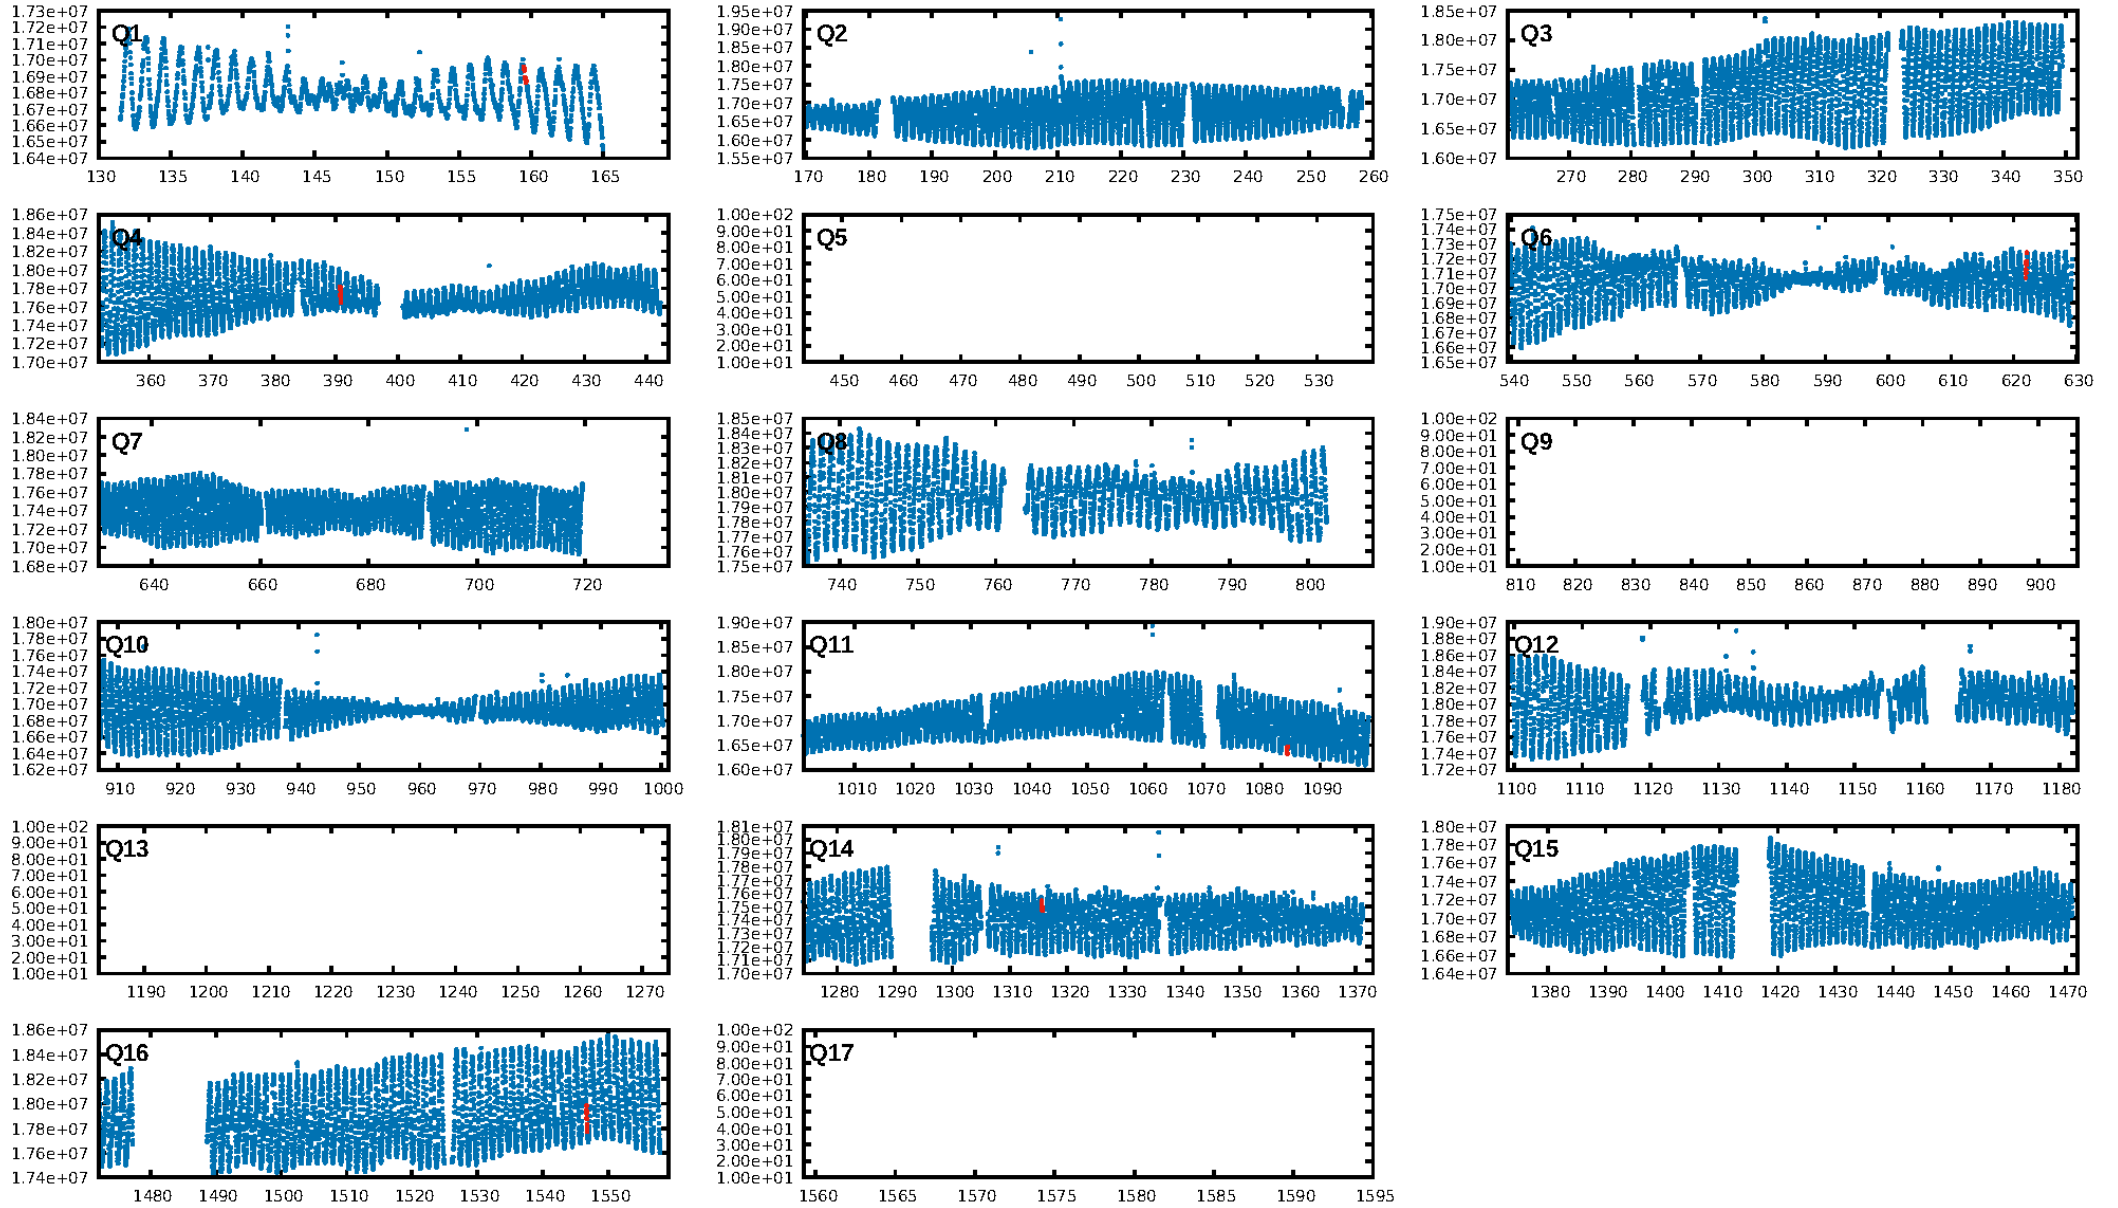 1.73e+07
1.72e+07
Q1
1.71e+07
1.70e+07
1.69e+07
1.68e+07
1.67e+07
1.66e+07
1.65e+07
1.64e+07
130 135 140 145 150 155 160 165
1.95e+07
1.90e+07
Q2
1.85e+07
1.80e+07
1.75e+07
1.70e+07
1.65e+07
1.60e+07
1.55e+07
170 180 190 200 210 220 230 240 250 260
1.85e+07
Q3
1.80e+07
1.75e+07
1.70e+07
1.65e+07
1.60e+07
270 280 290 300 310 320 330 340 350
1.86e+07
Q4
1.84e+07
1.82e+07
1.80e+07
1.78e+07
1.76e+07
1.74e+07
1.72e+07
1.70e+07
360 370 380 390 400 410 420 430 440
1.00e+02
Q5
9.00e+01
8.00e+01
7.00e+01
6.00e+01
5.00e+01
4.00e+01
3.00e+01
2.00e+01
1.00e+01
450 460 470 480 490 500 510 520 530
1.75e+07
1.74e+07
Q6
1.73e+07
1.72e+07
1.71e+07
1.70e+07
1.69e+07
1.68e+07
1.67e+07
1.66e+07
1.65e+07
540 550 560 570 580 590 600 610 620 630
1.84e+07
Q7
1.82e+07
1.80e+07
1.78e+07
1.76e+07
1.74e+07
1.72e+07
1.70e+07
1.68e+07
640 660 680 700 720
1.85e+07
1.84e+07
Q8
1.83e+07
1.82e+07
1.81e+07
1.80e+07
1.79e+07
1.78e+07
1.77e+07
1.76e+07
1.75e+07
740 750 760 770 780 790 800
1.00e+02
Q9
9.00e+01
8.00e+01
7.00e+01
6.00e+01
5.00e+01
4.00e+01
3.00e+01
2.00e+01
1.00e+01
810 820 830 840 850 860 870 880 890 900
1.80e+07
1.78e+07
Q10
1.76e+07
1.74e+07
1.72e+07
1.70e+07
1.68e+07
1.66e+07
1.64e+07
1.62e+07
910 920 930 940 950 960 970 980 990 1000
1.90e+07
Q11
1.85e+07
1.80e+07
1.75e+07
1.70e+07
1.65e+07
1.60e+07
1010 1020 1030 1040 1050 1060 1070 1080 1090
1.90e+07
1.88e+07
Q12
1.86e+07
1.84e+07
1.82e+07
1.80e+07
1.78e+07
1.76e+07
1.74e+07
1.72e+07
1100 1110 1120 1130 1140 1150 1160 1170 1180
1.00e+02
Q13
9.00e+01
8.00e+01
7.00e+01
6.00e+01
5.00e+01
4.00e+01
3.00e+01
2.00e+01
1.00e+01
1190 1200 1210 1220 1230 1240 1250 1260 1270
1.81e+07
1.80e+07
Q14
1.79e+07
1.78e+07
1.77e+07
1.76e+07
1.75e+07
1.74e+07
1.73e+07
1.72e+07
1.71e+07
1.70e+07
1280 1290 1300 1310 1320 1330 1340 1350 1360 1370
1.80e+07
Q15
1.78e+07
1.76e+07
1.74e+07
1.72e+07
1.70e+07
1.68e+07
1.66e+07
1.64e+07
1380 1390 1400 1410 1420 1430 1440 1450 1460 1470
1.86e+07
Q16
1.84e+07
1.82e+07
1.80e+07
1.78e+07
1.76e+07
1.74e+07
1480 1490 1500 1510 1520 1530 1540 1550
1.00e+02
Q17
9.00e+01
8.00e+01
7.00e+01
6.00e+01
5.00e+01
4.00e+01
3.00e+01
2.00e+01
1.00e+01
1560 1565 1570 1575 1580 1585 1590 1595